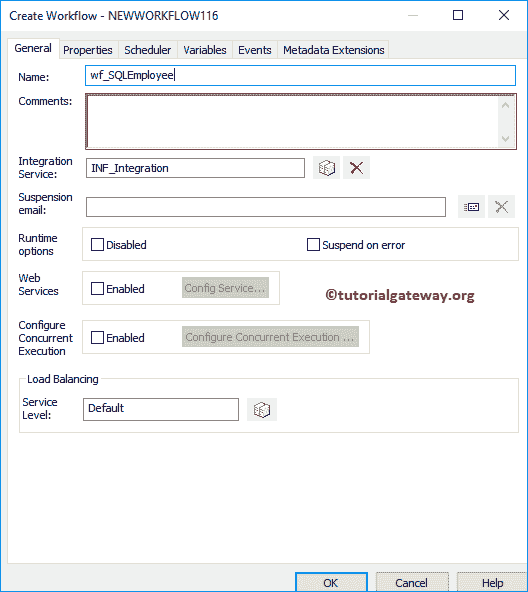 Create Workflow - NEWWORKFLOW116
General Properties Scheduler Variables Events Metadata Extensions
Name: wf_SQLEmployee
Comments:
Integration
Service: INF_Integration
Suspension
email:
Runtime
options Disabled Suspend on error
Web
Services Enabled Config Service...
©tutorialgateway.org
Configure
Concurrent
Execution Enabled Configure Concurrent Execution ...
Load Balancing
Service
Level: Default
OK Cancel Help